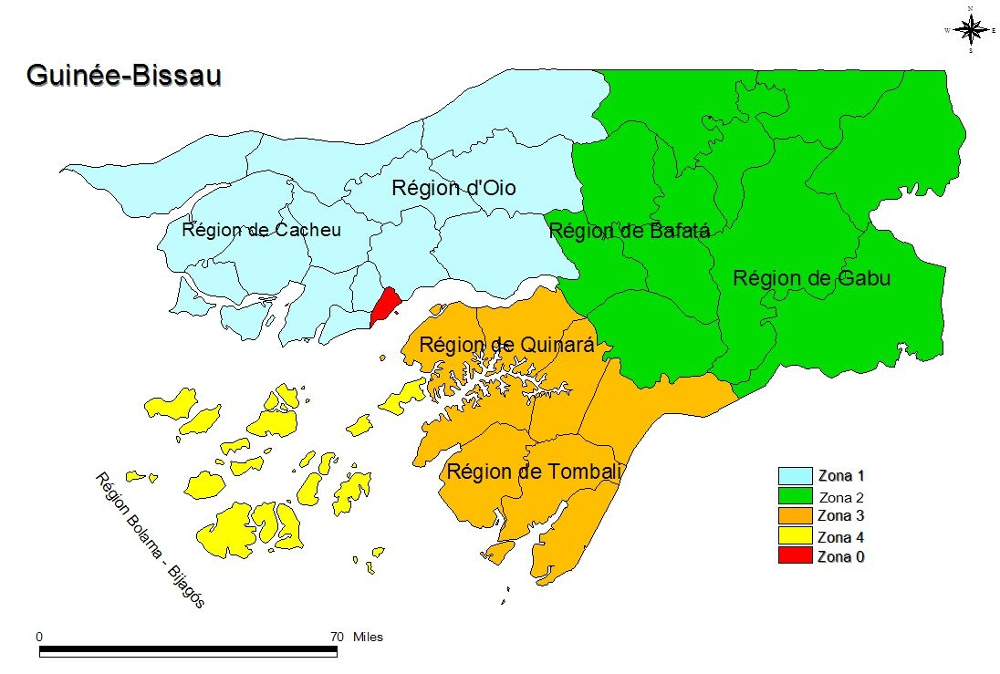 N
W E
S
Guinée-Bissau
Région d'Oio
Région de Cacheu
Région de Bafatá
Région de Gabu
Région de Quinará
Région de Tombali
Région Bolama - Bijagós
Zona 1
Zona 2
Zona 3
Zona 4
Zona 0
0 70 Miles